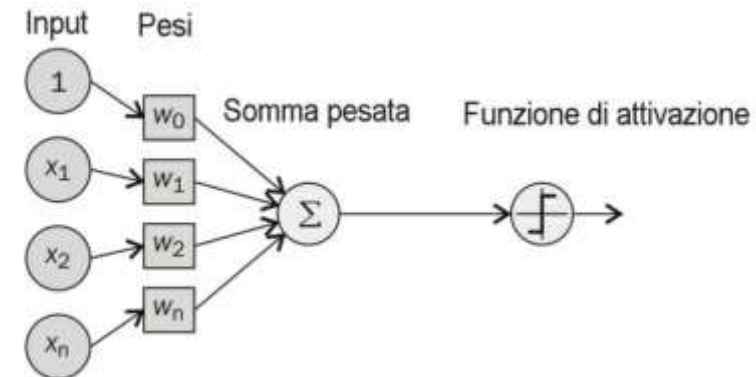 Input Pesi
1
w₀ Somma pesata Funzione di attivazione
x₁ w₁
Σ
x₂ w₂
wₙ
xₙ